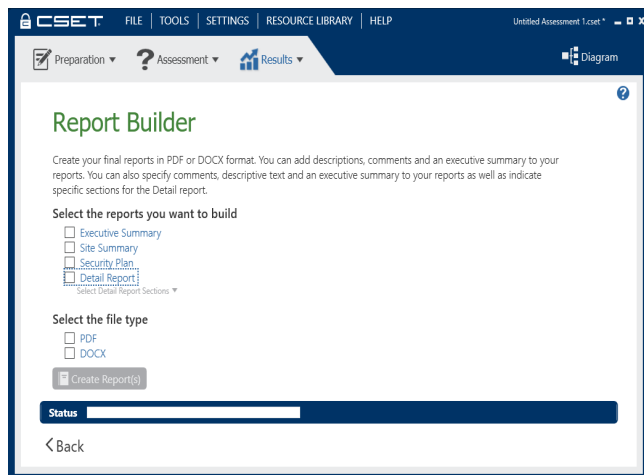 CSET FILE TOOLS SETTINGS RESOURCE LIBRARY HELP Untitled Assessment 1.cset *
Preparation Assessment Results Diagram
?
Report Builder
Create your final reports in PDF or DOCX format. You can add descriptions, comments and an executive summary to your
reports. You can also specify comments, descriptive text and an executive summary to your reports as well as indicate
specific sections for the Detail report.
Select the reports you want to build
Executive Summary
Site Summary
Security Plan
Detail Report
Select Detail Report Sections
Select the file type
PDF
DOCX
Create Report(s)
Status
Back